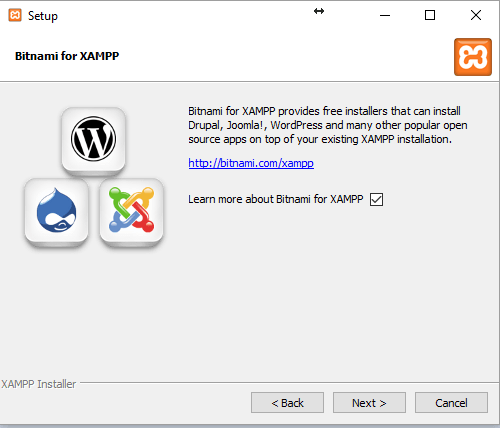 Setup
Bitnami for XAMPP
Bitnami for XAMPP provides free installers that can install
Drupal, Joomla!, WordPress and many other popular open
source apps on top of your existing XAMPP installation.
http://bitnami.com/xampp
Learn more about Bitnami for XAMPP
XAMPP Installer
< Back
Next >
Cancel